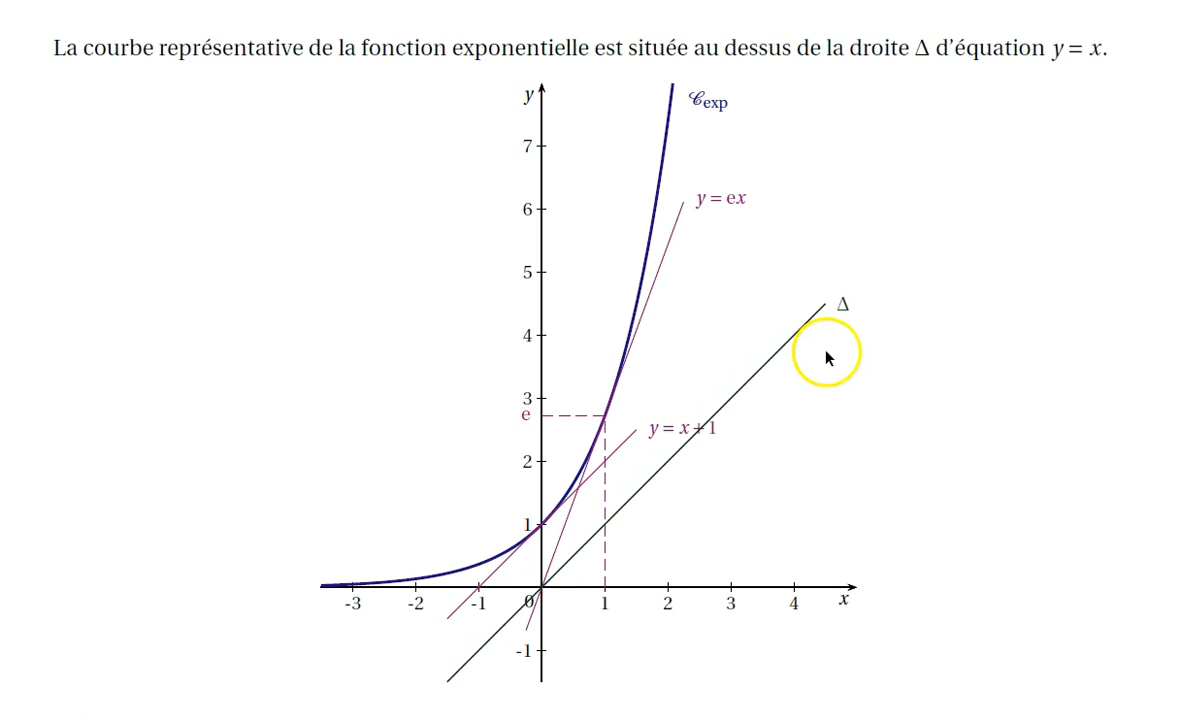 La courbe représentative de la fonction exponentielle est située au dessus de la droite Δ d’équation y = x.
y
𝒞exp
7
y = ex
6
5
Δ
4
3
e
y = x + 1
2
1
-3 -2 -1 0 1 2 3 4 x
-1